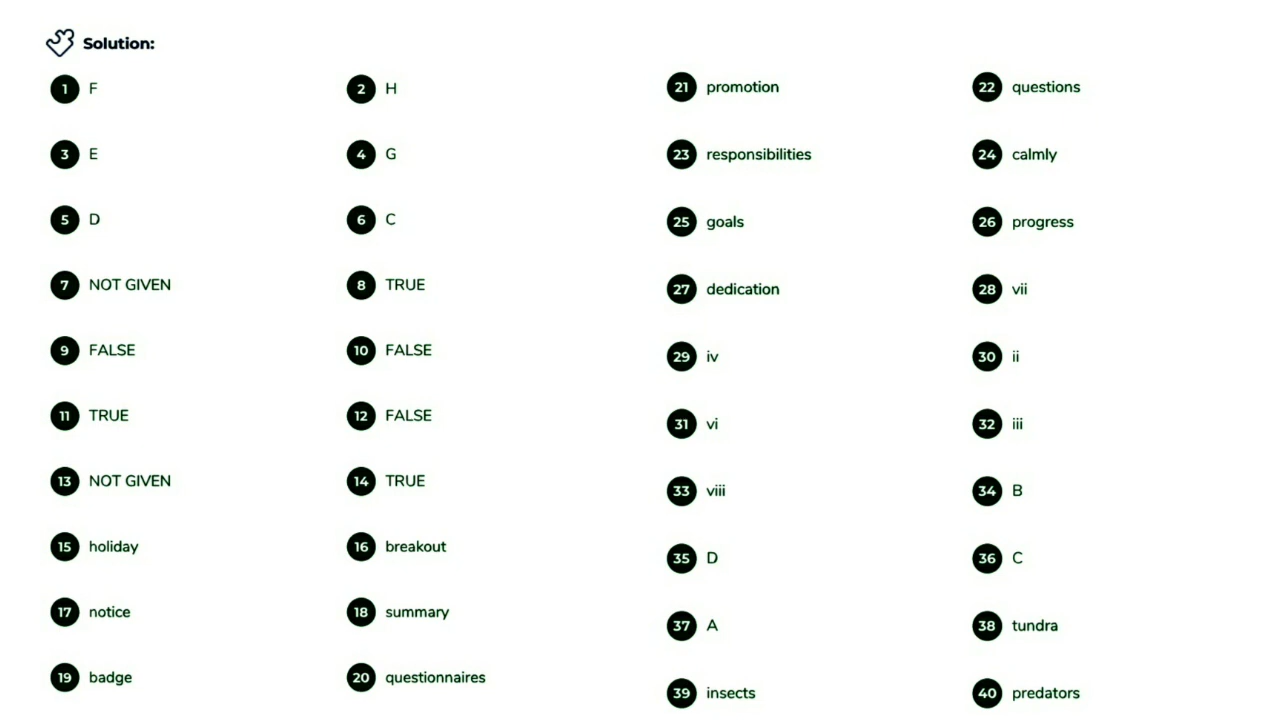 Solution:
1 F 2 H
3 E 4 G
5 D 6 C
7 NOT GIVEN 8 TRUE
9 FALSE 10 FALSE
11 TRUE 12 FALSE
13 NOT GIVEN 14 TRUE
15 holiday 16 breakout
17 notice 18 summary
19 badge 20 questionnaires
21 promotion 22 questions
23 responsibilities 24 calmly
25 goals 26 progress
27 dedication 28 vii
29 iv 30 ii
31 vi 32 iii
33 viii 34 B
35 D 36 C
37 A 38 tundra
39 insects 40 predators